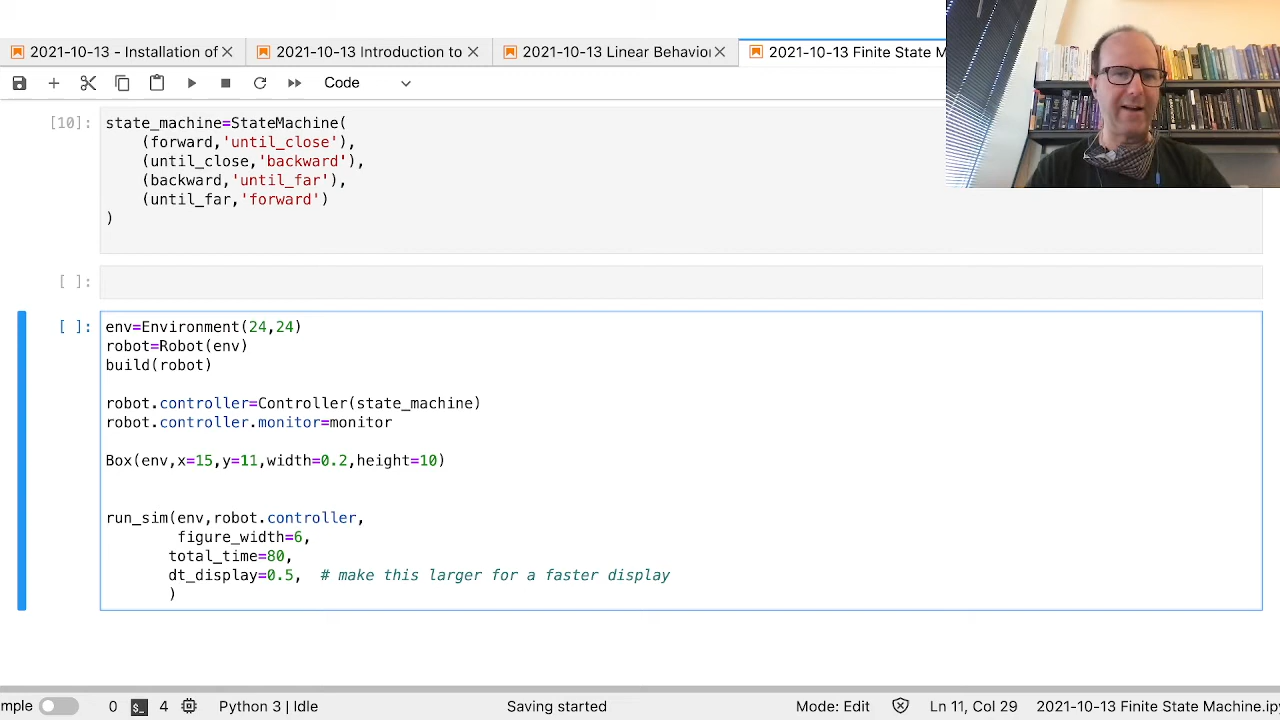 2021-10-13 - Installation of
2021-10-13 Introduction to
2021-10-13 Linear Behavior
2021-10-13 Finite State M
Code
[10]:
state_machine=StateMachine(
(forward,'until_close'),
(until_close,'backward'),
(backward,'until_far'),
(until_far,'forward')
)
[ ]:
[ ]:
env=Environment(24,24)
robot=Robot(env)
build(robot)
robot.controller=Controller(state_machine)
robot.controller.monitor=monitor
Box(env,x=15,y=11,width=0.2,height=10)
run_sim(env,robot.controller,
figure_width=6,
total_time=80,
dt_display=0.5,  # make this larger for a faster display
)
mple
0
$_
4
Python 3 | Idle
Saving started
Mode: Edit
Ln 11, Col 29
2021-10-13 Finite State Machine.ip